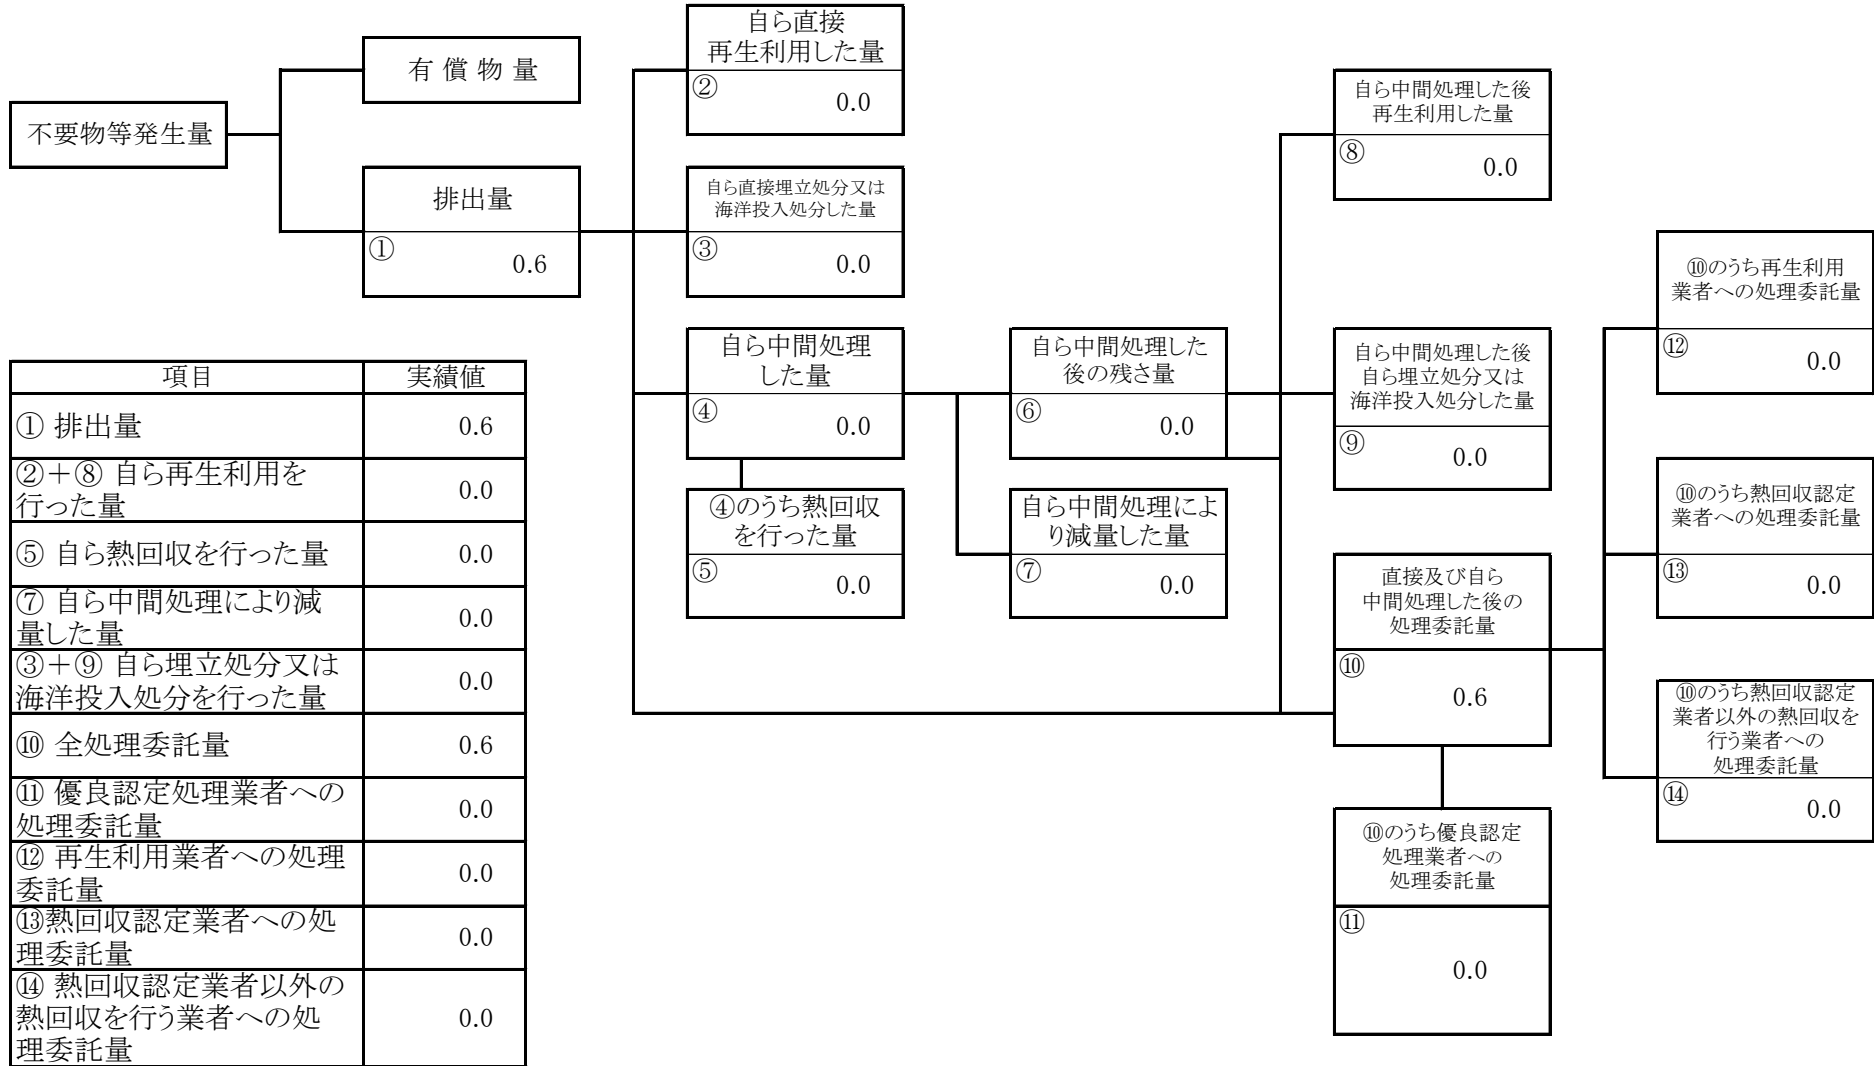 不要物等発生量
有償物量
排出量
①
0.6
自ら直接
再生利用した量
②
0.0
自ら直接埋立処分又は
海洋投入処分した量
③
0.0
自ら中間処理
した量
④
0.0
④のうち熱回収
を行った量
⑤
0.0
自ら中間処理した
後の残さ量
⑥
0.0
自ら中間処理によ
り減量した量
⑦
0.0
自ら中間処理した後
再生利用した量
⑧
0.0
自ら中間処理した後
自ら埋立処分又は
海洋投入処分した量
⑨
0.0
直接及び自ら
中間処理した後の
処理委託量
⑩
0.6
⑩のうち優良認定
処理業者への
処理委託量
⑪
0.0
⑩のうち再生利用
業者への処理委託量
⑫
0.0
⑩のうち熱回収認定
業者への処理委託量
⑬
0.0
⑩のうち熱回収認定
業者以外の熱回収を
行う業者への
処理委託量
⑭
0.0
項目 実績値
① 排出量 0.6
②＋⑧ 自ら再生利用を
行った量 0.0
⑤ 自ら熱回収を行った量 0.0
⑦ 自ら中間処理により減
量した量 0.0
③＋⑨ 自ら埋立処分又は
海洋投入処分を行った量 0.0
⑩ 全処理委託量 0.6
⑪ 優良認定処理業者への
処理委託量 0.0
⑫ 再生利用業者への処理
委託量 0.0
⑬熱回収認定業者への処
理委託量 0.0
⑭ 熱回収認定業者以外の
熱回収を行う業者への処
理委託量 0.0